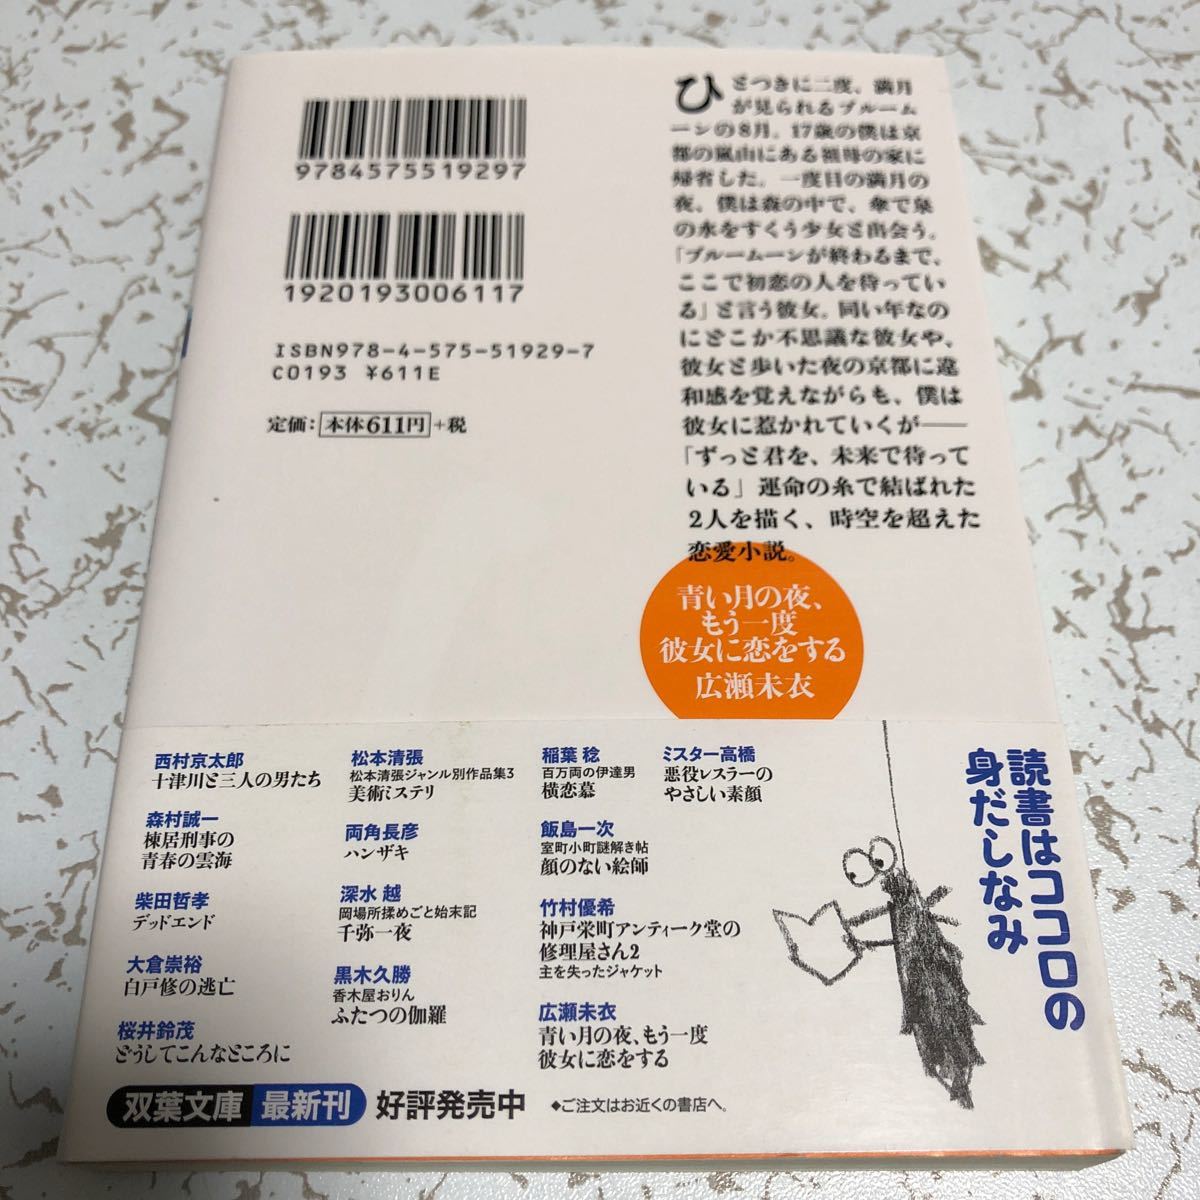 9784575519297
1920193006117
ISBN978-4-575-51929-7
C0193 ¥611E
定価：本体611円+税
ひとつきに二度、満月
が見られるブルーム
ーンの8月。17歳の僕は京
都の嵐山にある祖母の家に
帰省した。一度目の満月の
夜、僕は森の中で、傘で泉
の水をすくう少女と出会う。
「ブルームーンが終わるまで、
ここで初恋の人を待ってい
る」と言う彼女。同い年なの
にどこか不思議な彼女や、
彼女と歩いた夜の京都に違
和感を覚えながらも、僕は
彼女に惹かれていくが──
「ずっと君を、未来で待って
いる」運命の糸で結ばれた
2人を描く、時空を超えた
恋愛小説。
青い月の夜、
もう一度
彼女に恋をする
広瀬未衣
西村京太郎
十津川と三人の男たち
森村誠一
棟居刑事の
青春の雲海
柴田哲孝
デッドエンド
大倉崇裕
白戸修の逃亡
桜井鈴茂
どうしてこんなところに
松本清張
松本清張ジャンル別作品集3
美術ミステリ
両角長彦
ハンザキ
深水 越
岡場所揉めごと始末記
千弥一夜
黒木久勝
香木屋おりん
ふたつの伽羅
稲葉 稔
百万両の伊達男
横恋慕
飯島一次
室町小町謎解き帖
顔のない絵師
竹村優希
神戸栄町アンティーク堂の
修理屋さん2
主を失ったジャケット
広瀬未衣
青い月の夜、もう一度
彼女に恋をする
ミスター高橋
悪役レスラーの
やさしい素顔
読書はココロの
身だしなみ
双葉文庫 最新刊 好評発売中 ◆ご注文はお近くの書店へ。